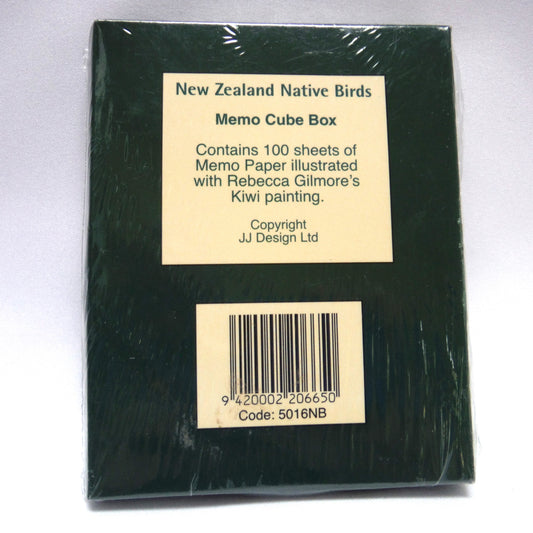 New Zealand Native Birds
Memo Cube Box
Contains 100 sheets of
Memo Paper illustrated
with Rebecca Gilmore's
Kiwi painting.
Copyright
JJ Design Ltd
9 420002 206650
Code: 5016NB